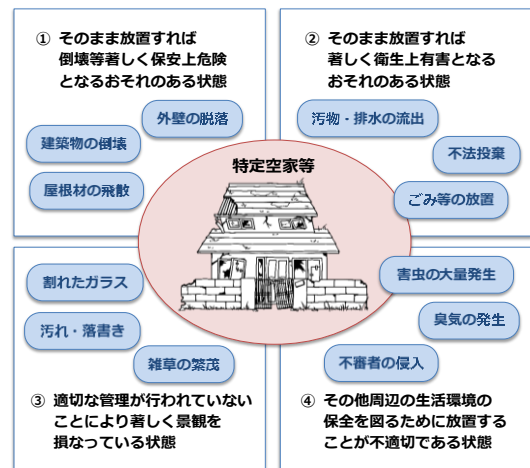 ① そのまま放置すれば
倒壊等著しく保安上危険
となるおそれのある状態
外壁の脱落
建築物の倒壊
屋根材の飛散
② そのまま放置すれば
著しく衛生上有害となる
おそれのある状態
汚物・排水の流出
不法投棄
ごみ等の放置
特定空家等
割れたガラス
汚れ・落書き
雑草の繁茂
③ 適切な管理が行われていない
ことにより著しく景観を
損なっている状態
害虫の大量発生
臭気の発生
不審者の侵入
④ その他周辺の生活環境の
保全を図るために放置する
ことが不適切である状態